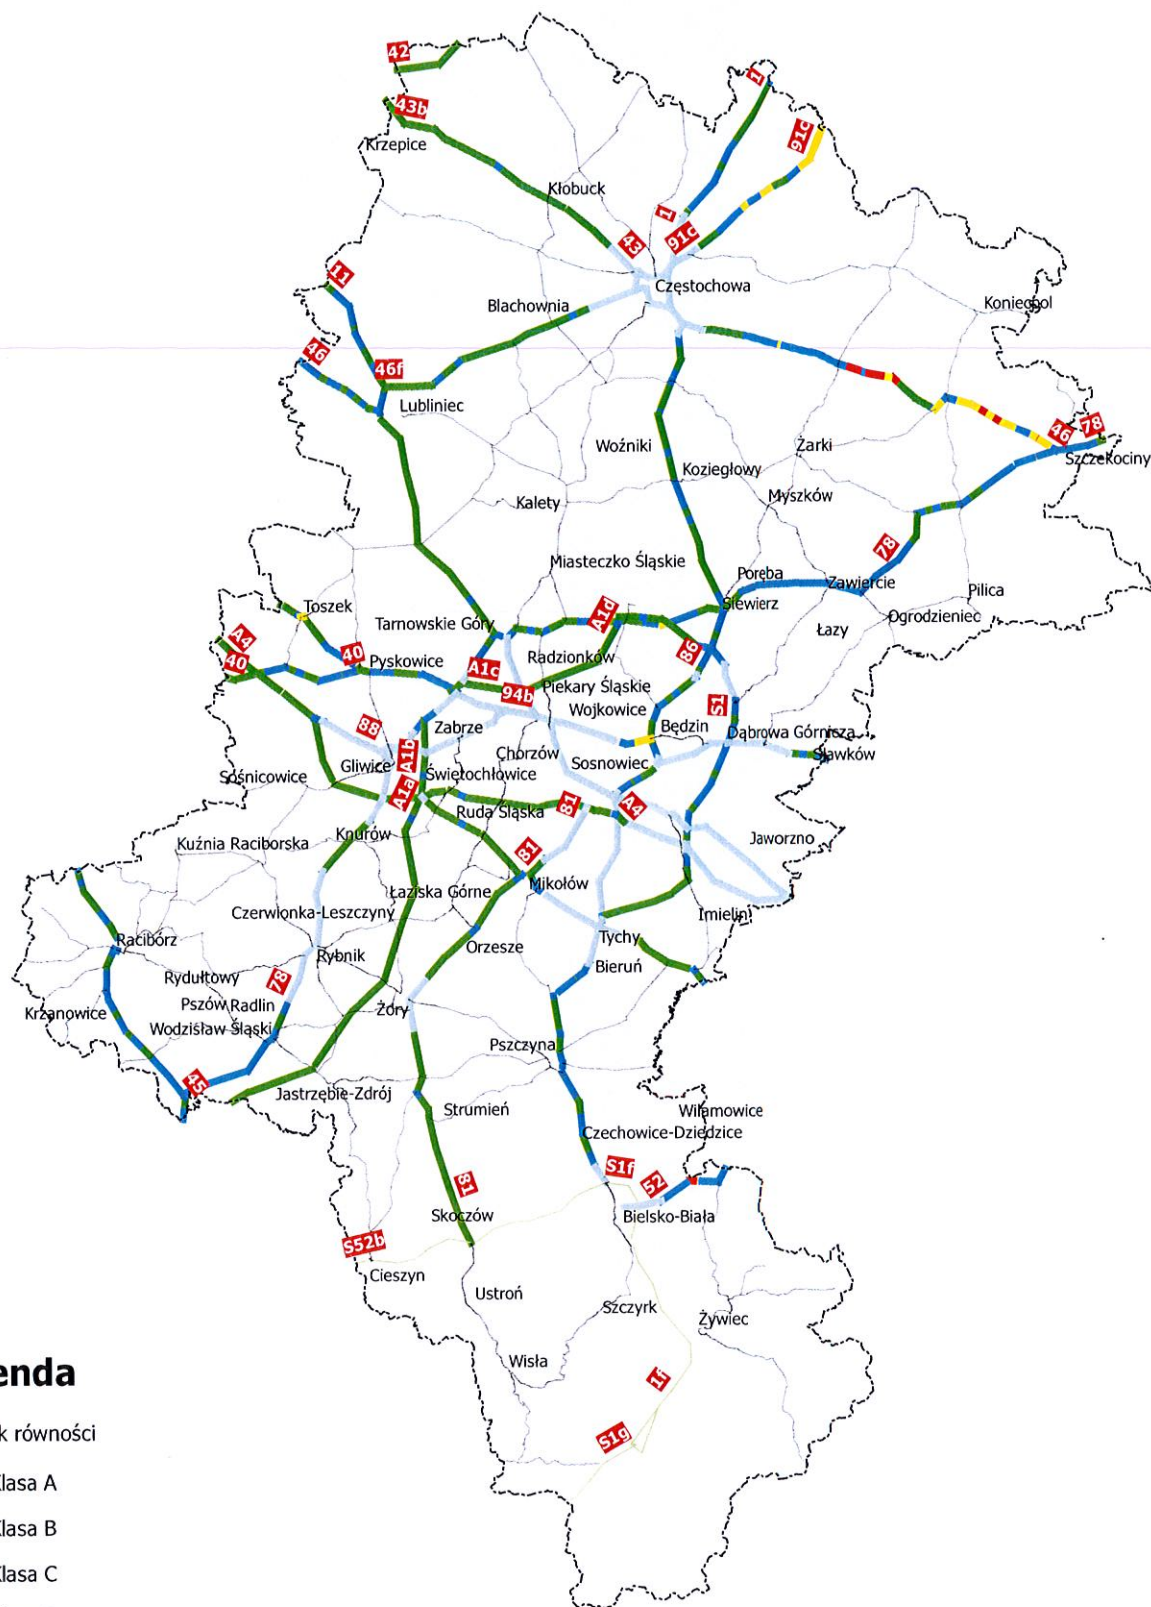 42
1
43b
91c
Krzepice
Kłobuck
1
43
91c
11
Częstochowa
Blachownia
Koniecpol
46
46f
Lubliniec
46
78
Woźniki
Żarki
Szczekociny
Koziegłowy
Kalety
Myszków
78
Miasteczko Śląskie
Poręba
Zawiercie
Pilica
Toszek
Siewierz
A1d
Ogrodzieniec
Tarnowskie Góry
Łazy
A4
40
40
Pyskowice
Radzionków
86
A1c
94b
Piekary Śląskie
S1
Wojkowice
88
Zabrze
Będzin
Dąbrowa Górnicza
A1b
Chorzów
Sławków
Gliwice
Sosnowiec
Sośnicowice
Świętochłowice
A1a
81
A4
Ruda Śląska
Knurów
Jaworzno
Kuźnia Raciborska
81
Mikołów
Łaziska Górne
Czerwionka-Leszczyny
Imielin
Racibórz
Tychy
Orzesze
Rybnik
Bieruń
Rydułtowy
78
Pszów
Radlin
Krzanowice
Żory
Wodzisław Śląski
Pszczyna
45
Jastrzębie-Zdrój
Strumień
Wilamowice
Czechowice-Dziedzice
S1f
81
52
Skoczów
Bielsko-Biała
S52b
Cieszyn
Ustroń
Szczyrk
Żywiec
Wisła
1f
enda
k równości
S1g
lasa A
lasa B
lasa C